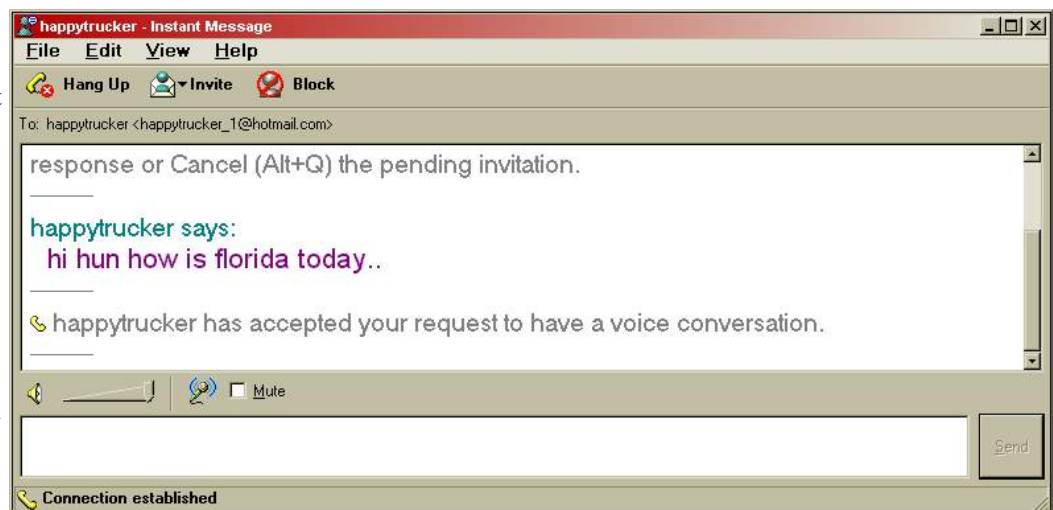 happytrucker - Instant Message
File Edit View Help
Hang Up Invite Block
To: happytrucker <happytrucker_1@hotmail.com>
response or Cancel (Alt+Q) the pending invitation.
happytrucker says:
hi hun how is florida today..
happytrucker has accepted your request to have a voice conversation.
Mute
Send
Connection established